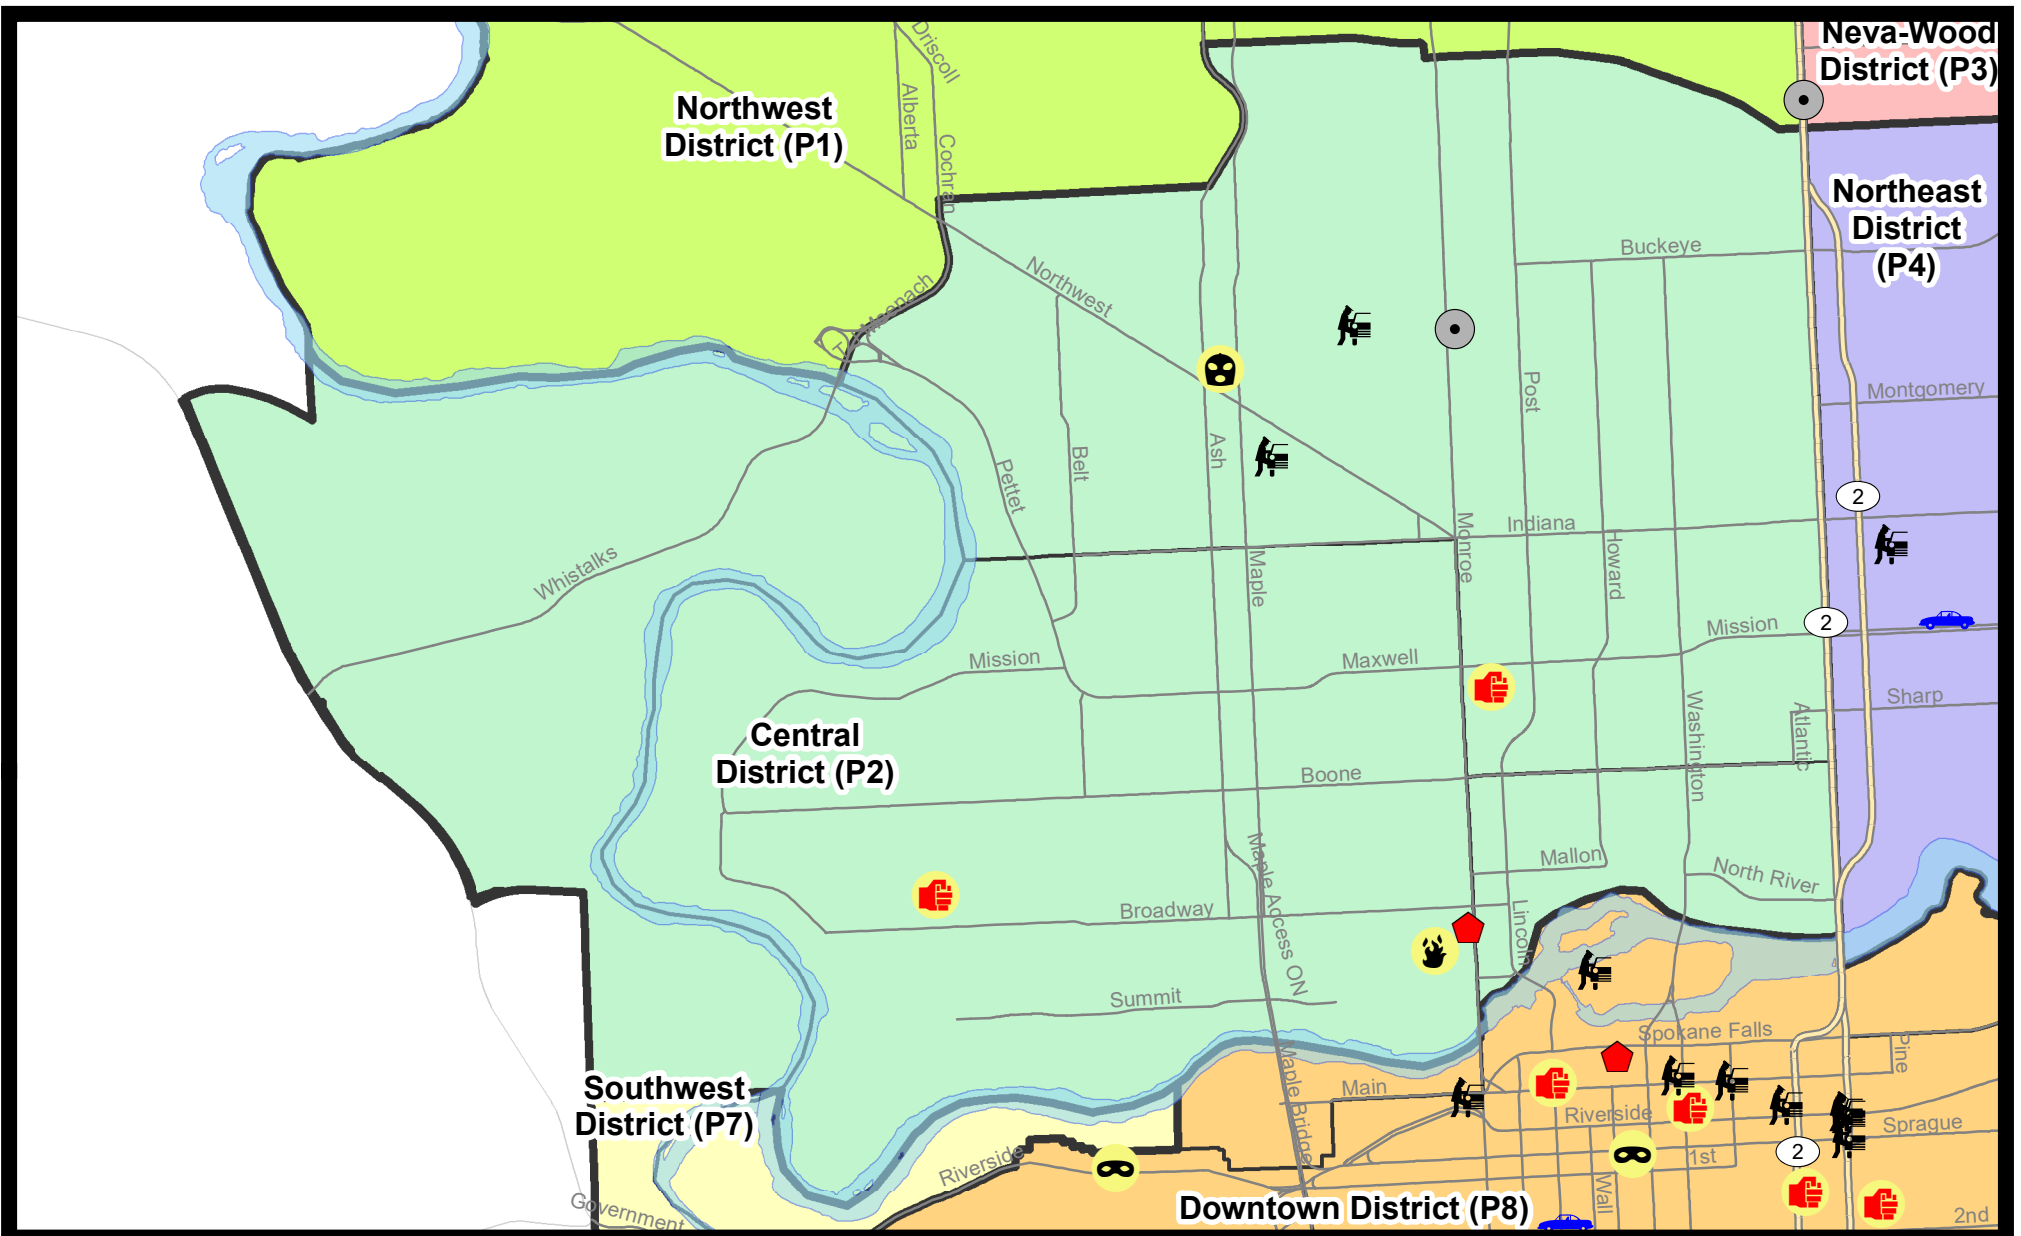 Neva-Wood
District (P3)
Driscoll
Northwest
District (P1)
Alberta
Cochran
Northeast
District
(P4)
Buckeye
Northwest
Montgomery
Post
Ash
Belt
Pettet
2
Indiana
Monroe
Howard
Whistalks
Maple
2
Mission
Mission
Maxwell
Sharp
Washington
Atlantic
Central
District (P2)
Boone
Mallon
North River
Maple Access ON
Broadway
Lincoln
Summit
Spokane Falls
Pine
Southwest
District (P7)
Maple Bridge
Main
Riverside
Sprague
2
1st
Riverside
Wall
Government
Downtown District (P8)
2nd